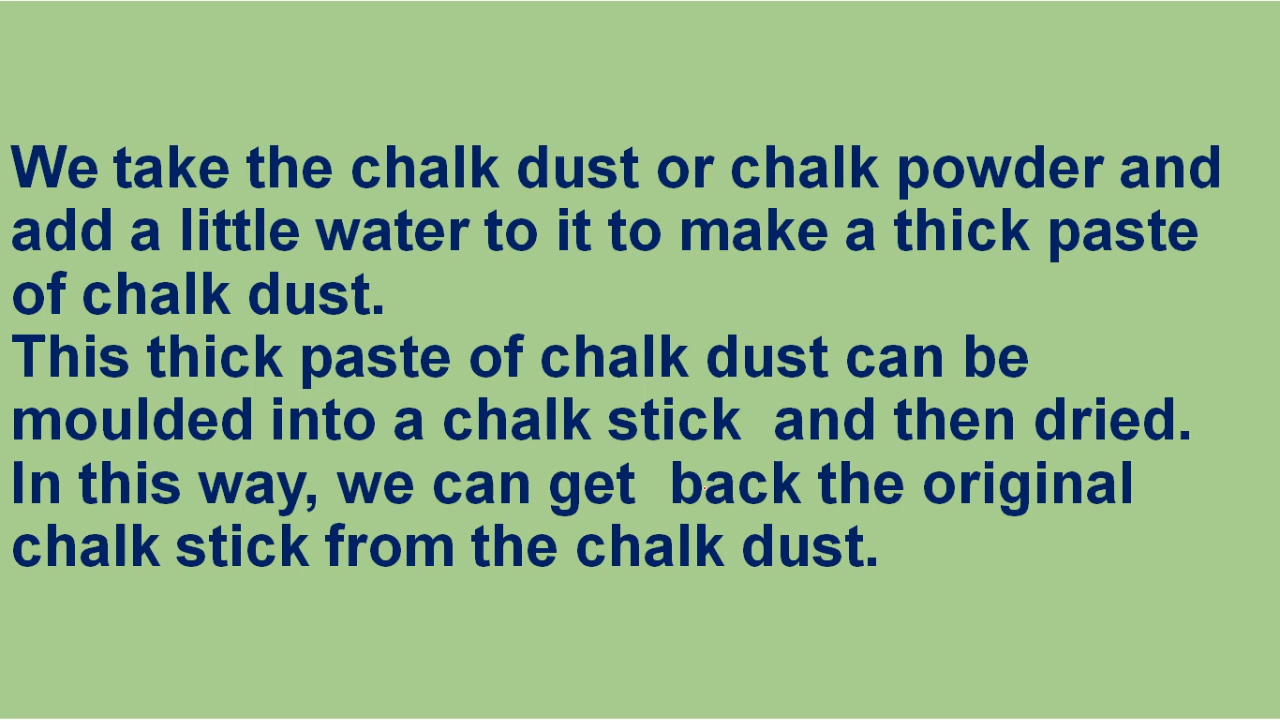 We take the chalk dust or chalk powder and
add a little water to it to make a thick paste
of chalk dust.
This thick paste of chalk dust can be
moulded into a chalk stick  and then dried.
In this way, we can get  back the original
chalk stick from the chalk dust.